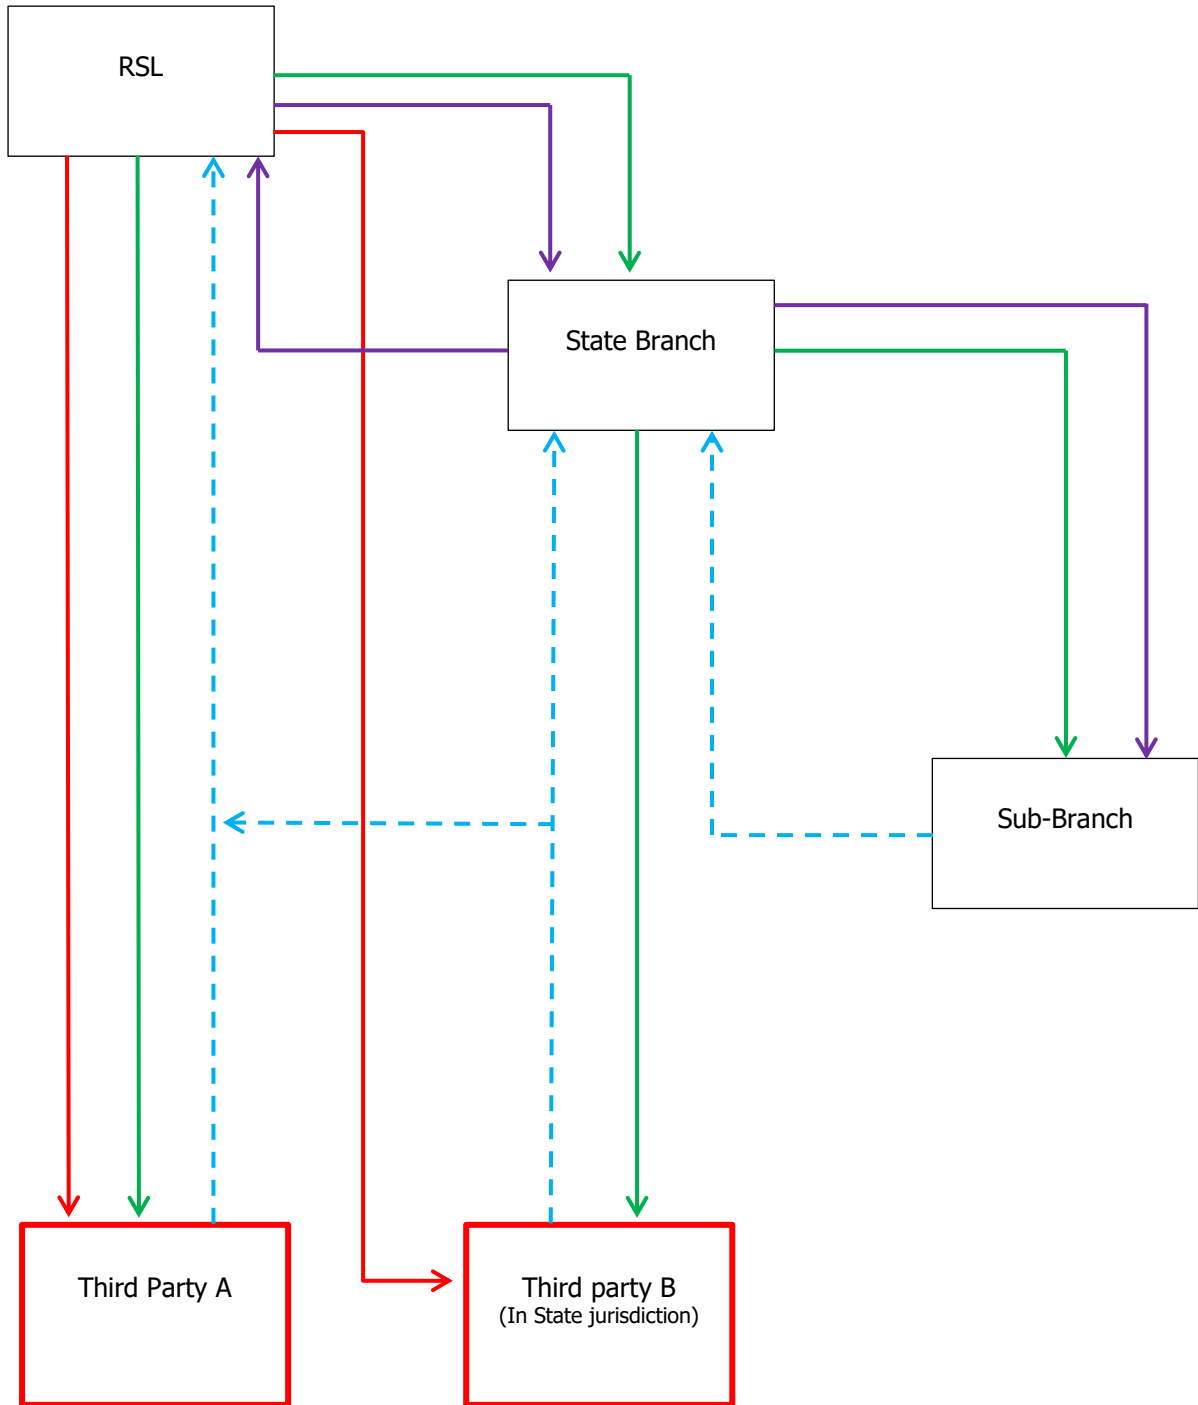 RSL
State Branch
Sub-Branch
Third Party A
Third party B
(In State jurisdiction)